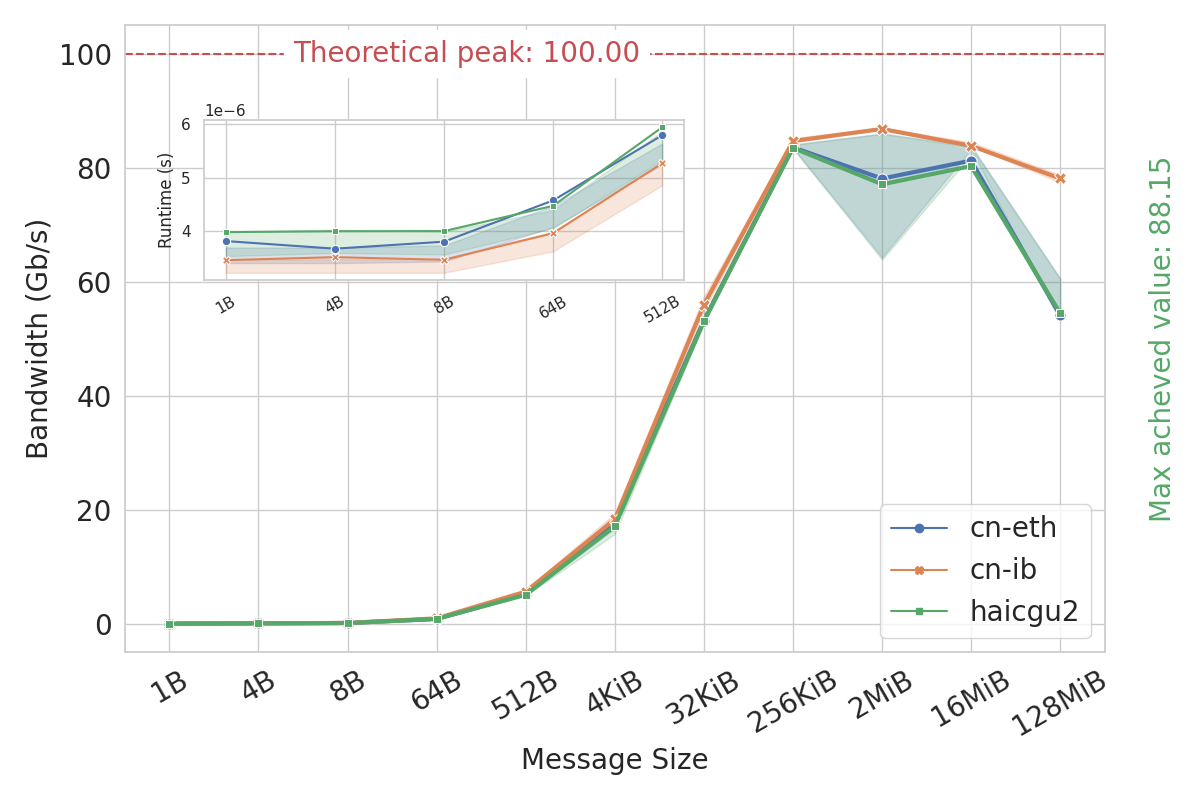 Theoretical peak: 100.00
Bandwidth (Gb/s)
100
80
60
40
20
0
1e−6
Runtime (s)
6
5
4
1B
4B
8B
64B
512B
cn-eth
cn-ib
haicgu2
1B
4B
8B
64B
512B
4KiB
32KiB
256KiB
2MiB
16MiB
128MiB
Message Size
Max acheved value: 88.15